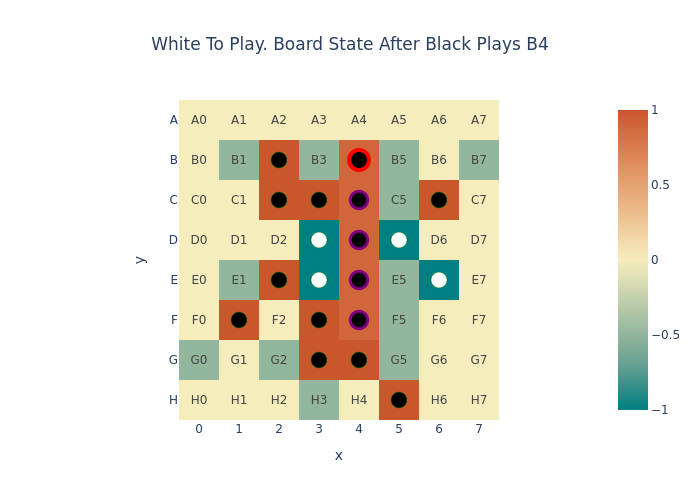 White To Play. Board State After Black Plays B4
A A0 A1 A2 A3 A4 A5 A6 A7
B B0 B1 B3 B5 B6 B7
C C0 C1 C5 C7
D D0 D1 D2 D6 D7
E E0 E1 E5 E7
F F0 F2 F5 F6 F7
G G0 G1 G2 G5 G6 G7
H H0 H1 H2 H3 H4 H6 H7
0 1 2 3 4 5 6 7
x
y
1
0.5
0
−0.5
−1